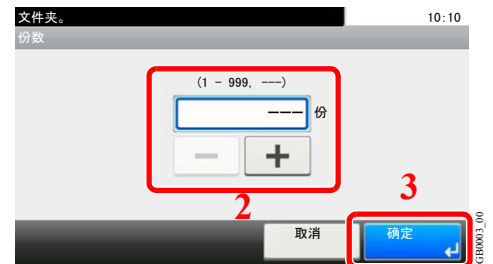 文件夹。
10:10
份数
(1 - 999, ---)
--- 份
− +
2
3
取消
确定
GB0003_00